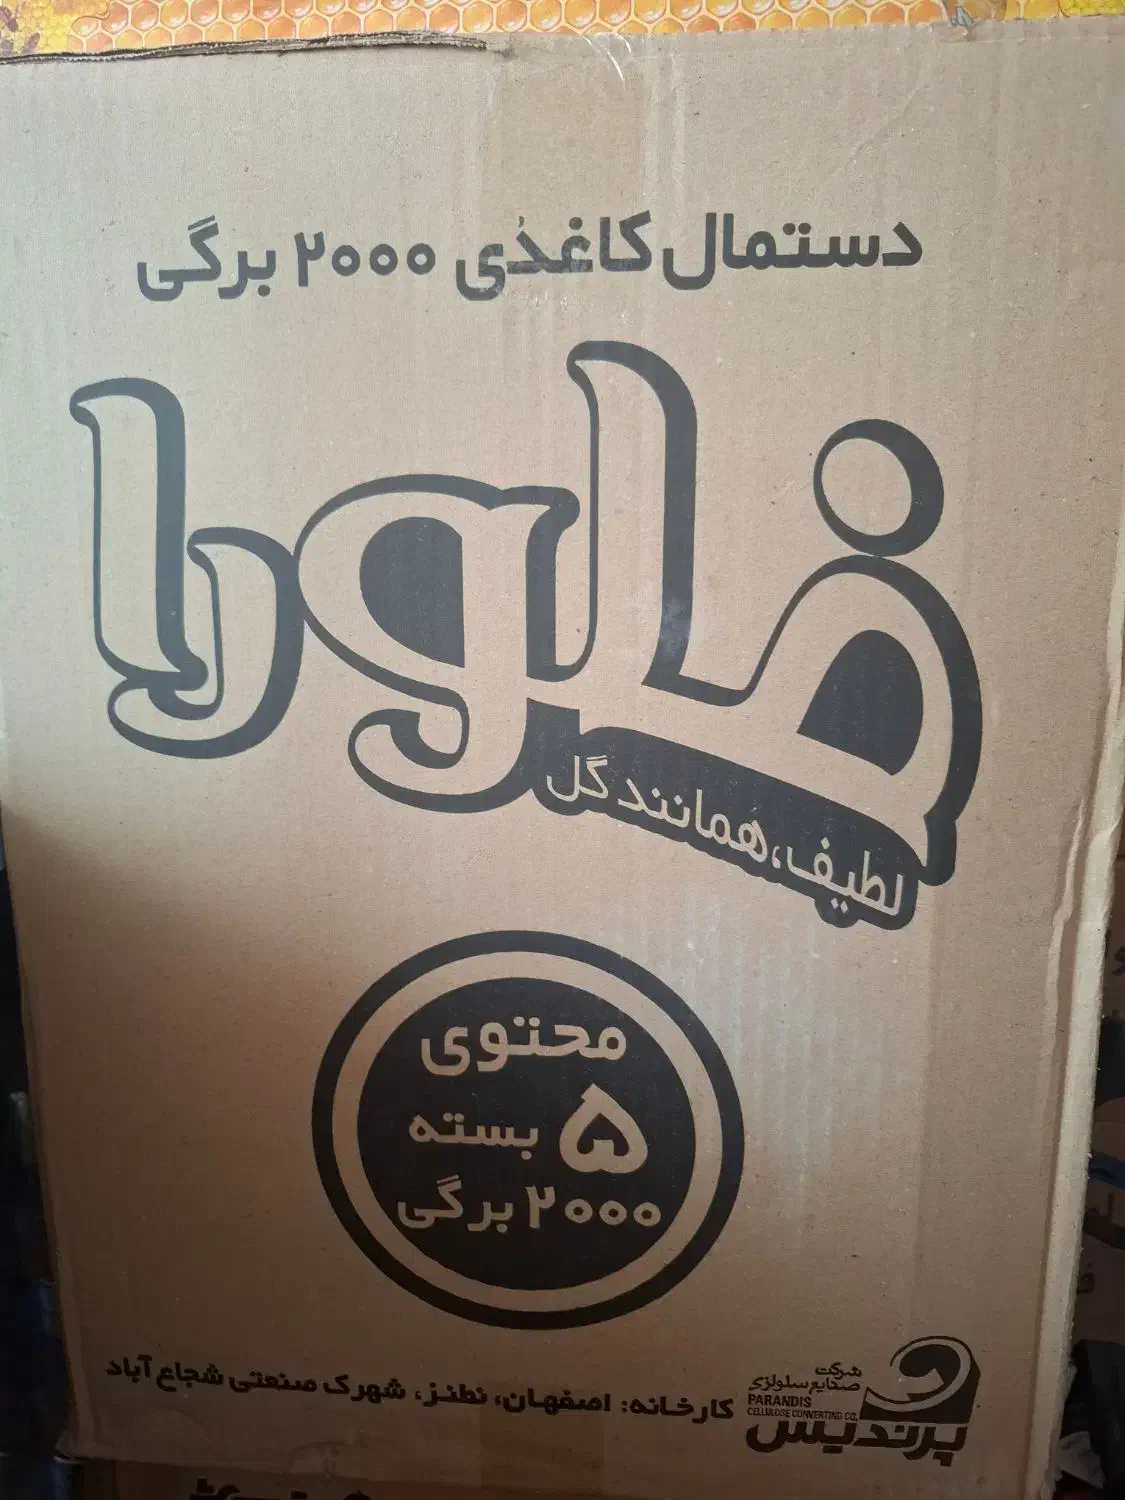 دستمال کاغذی ۲۰۰۰ برگی
فلورا
لطیف، همانند گل
محتوی
۵ بسته
۲۰۰۰ برگی
شرکت
صنایع سلولزی
PARANDIS
CELLULOSE CONVERTING CO.
پرندیس
کارخانه: اصفهان، نطنز، شهرک صنعتی شجاع آباد